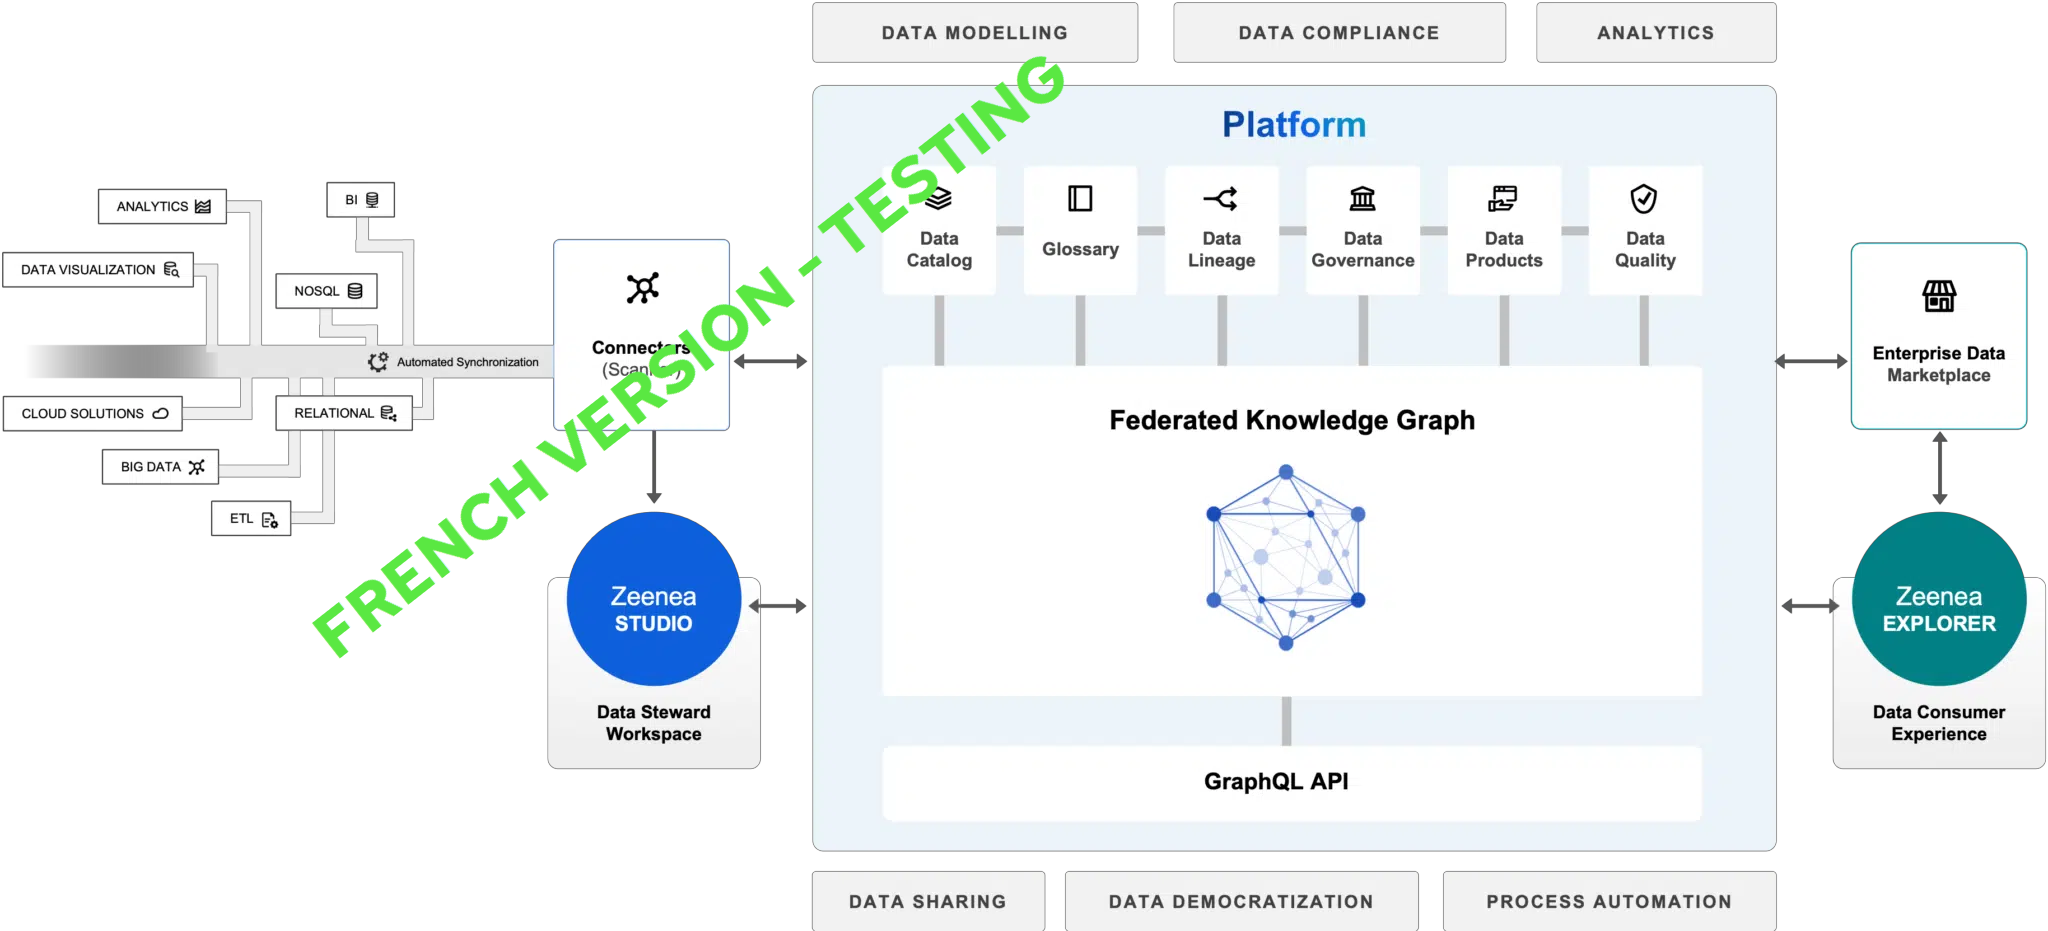 DATA MODELLING
DATA COMPLIANCE
ANALYTICS
Platform
FRENCH VERSION - TESTING
ANALYTICS
BI
DATA VISUALIZATION
NOSQL
Automated Synchronization
CLOUD SOLUTIONS
RELATIONAL
BIG DATA
ETL
Connectors
(Scanner)
Zeenea
STUDIO
Data Steward
Workspace
Data
Catalog
Glossary
Data
Lineage
Data
Governance
Data
Products
Data
Quality
Federated Knowledge Graph
GraphQL API
Enterprise Data
Marketplace
Zeenea
EXPLORER
Data Consumer
Experience
DATA SHARING
DATA DEMOCRATIZATION
PROCESS AUTOMATION